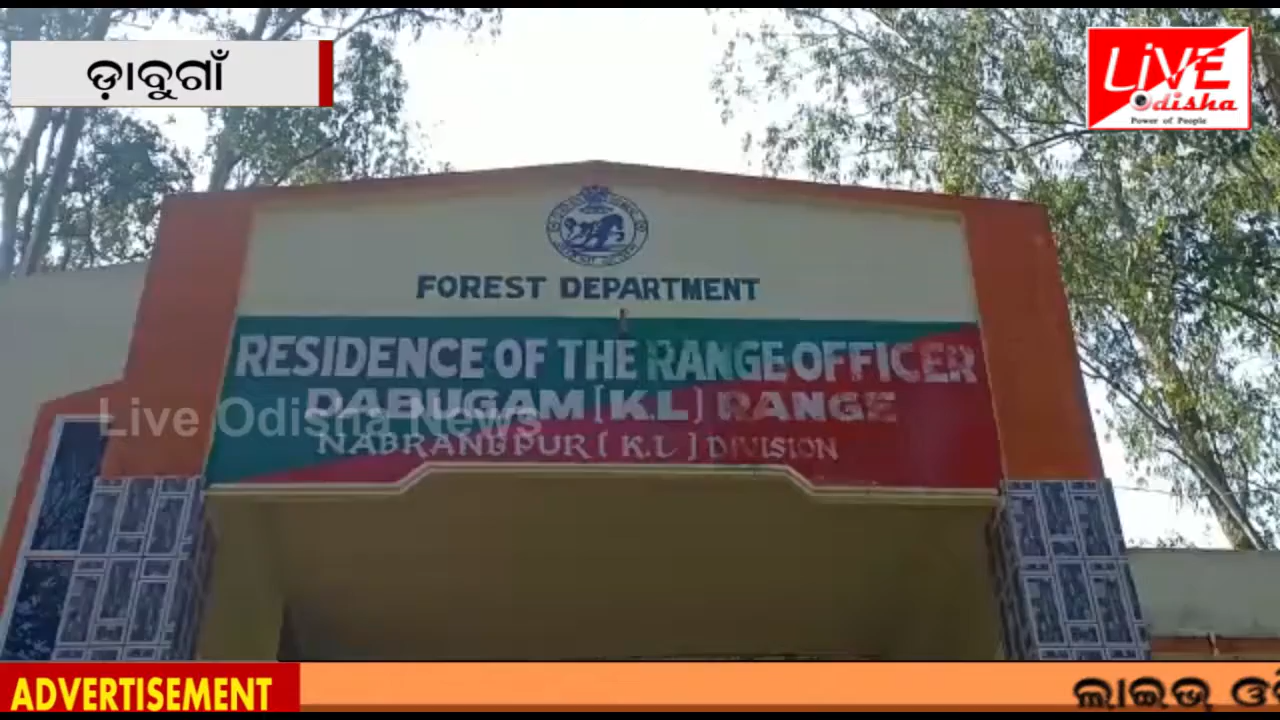 ଡ଼ାବୁଗାଁ
LiVE
Odisha
Power of People
FOREST DEPARTMENT
RESIDENCE OF THE RANGE OFFICER
DABUGAM [K.L] RANGE
Live Odisha News
NABRANGPUR [ K.L ] DIVISION
ADVERTISEMENT
ଲାଇଭ୍